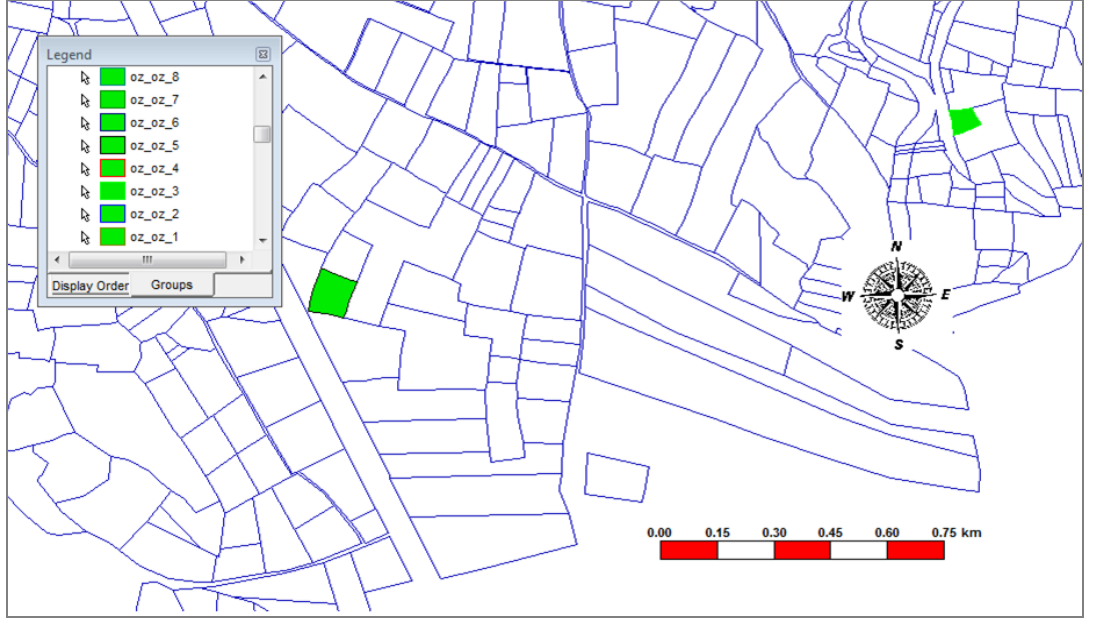 Legend
oz_oz_8
oz_oz_7
oz_oz_6
oz_oz_5
oz_oz_4
oz_oz_3
oz_oz_2
oz_oz_1
Display Order Groups
N
W E
S
0.00 0.15 0.30 0.45 0.60 0.75 km